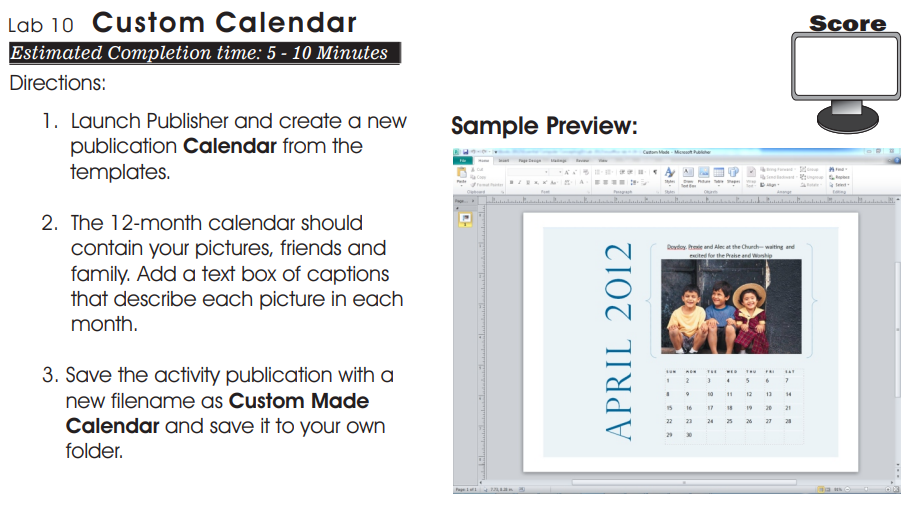 Lab 10 Custom Calendar
Score
Estimated Completion time: 5 - 10 Minutes
Directions:
1. Launch Publisher and create a new
publication Calendar from the
templates.
2. The 12-month calendar should
contain your pictures, friends and
family. Add a text box of captions
that describe each picture in each
month.
3. Save the activity publication with a
new filename as Custom Made
Calendar and save it to your own
folder.
Sample Preview:
Custom Made - Microsoft Publisher
File Home Insert Page Design Mailings Review View
APRIL 2012
Doydoy, Prexie and Alec at the Church— waiting and
excited for the Praise and Worship
SUN MON TUE WED THU FRI SAT
1 2 3 4 5 6 7
8 9 10 11 12 13 14
15 16 17 18 19 20 21
22 23 24 25 26 27 28
29 30